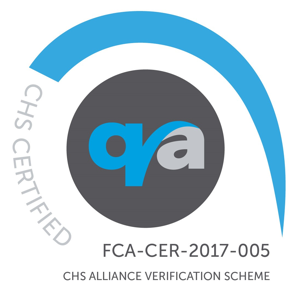 CHS CERTIFIED
qa
FCA-CER-2017-005
CHS ALLIANCE VERIFICATION SCHEME